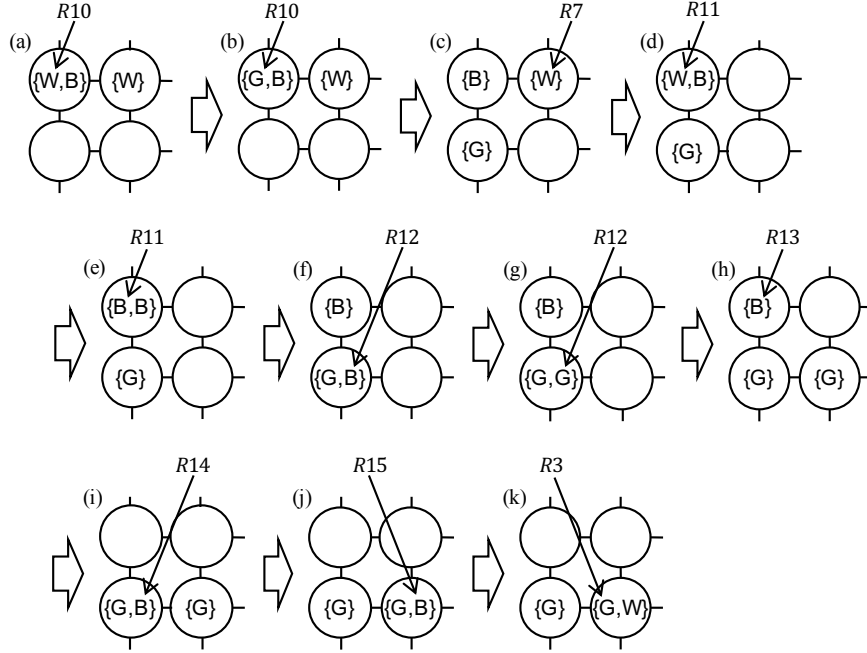 R10 R10 R7 R11
(a) (b) (c) (d)
{W,B} {W} {G,B} {W} {B} {W} {W,B}
{G} {G}
R11 R12 R12 R13
(e) (f) (g) (h)
{B,B} {B} {B} {B}
{G} {G,B} {G,G} {G} {G}
R14 R15 R3
(i) (j) (k)
{G,B} {G} {G} {G,B} {G} {G,W}